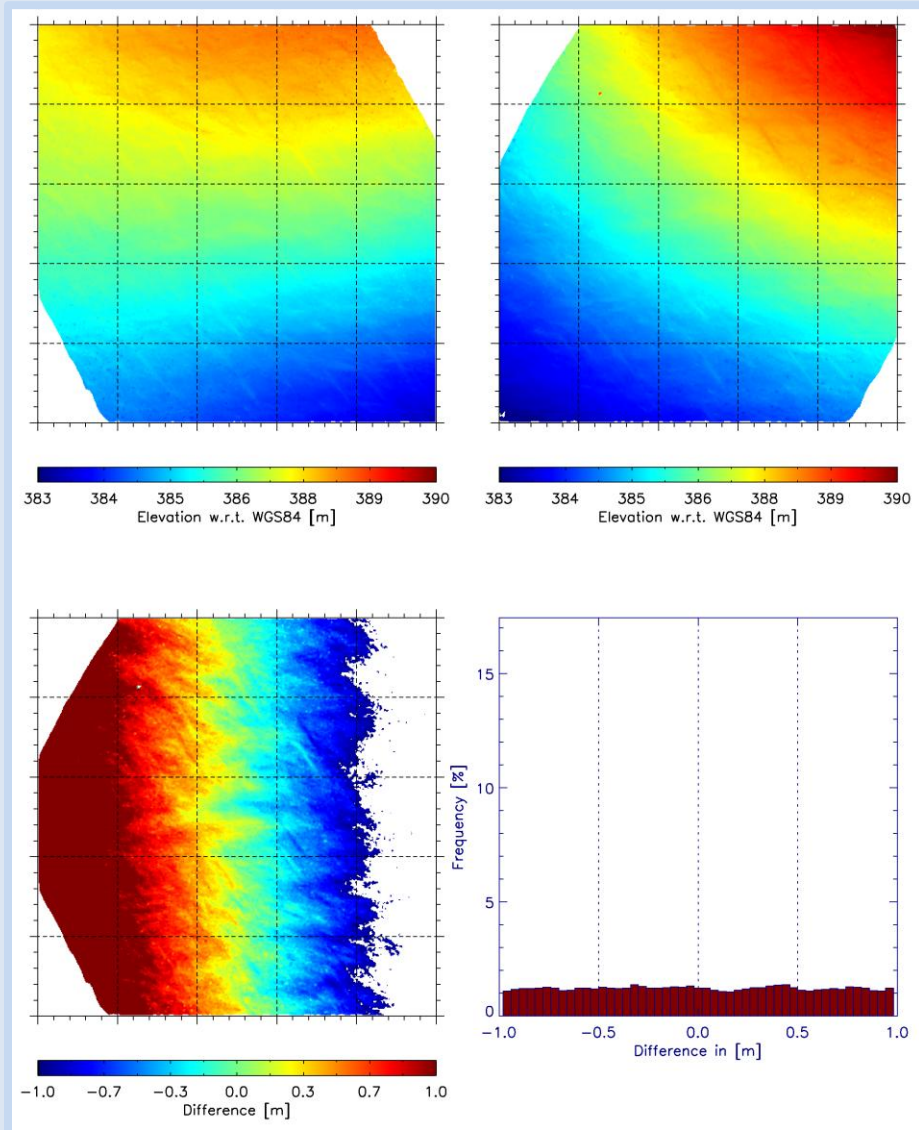 383 384 385 386 387 388 389 390
Elevation w.r.t. WGS84 [m]
383 384 385 386 387 388 389 390
Elevation w.r.t. WGS84 [m]
-1.0 -0.7 -0.3 0.0 0.3 0.7 1.0
Difference [m]
Frequency [%]
15
10
5
0
-1.0 -0.5 0.0 0.5 1.0
Difference in [m]